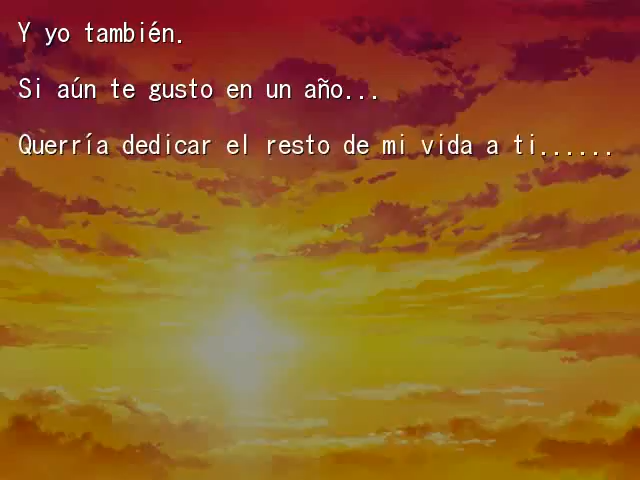 Y yo también.
Si aún te gusto en un año...
Querría dedicar el resto de mi vida a ti......